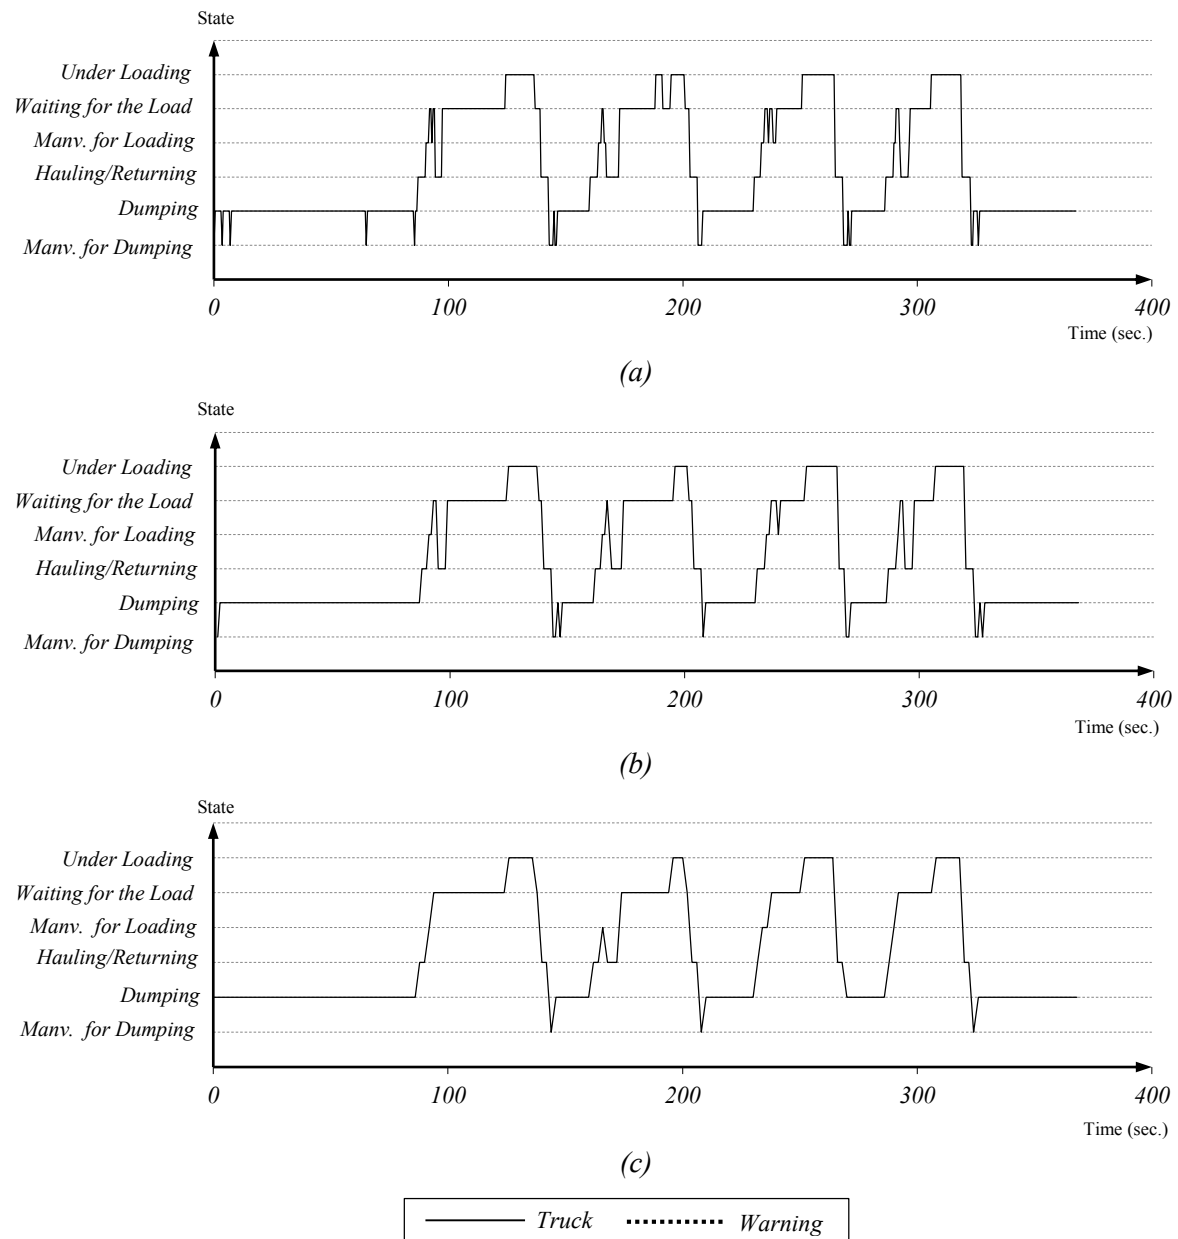 State
Under Loading
Waiting for the Load
Manv. for Loading
Hauling/Returning
Dumping
Manv. for Dumping
0 100 200 300 400
Time (sec.)
(a)
State
Under Loading
Waiting for the Load
Manv. for Loading
Hauling/Returning
Dumping
Manv. for Dumping
0 100 200 300 400
Time (sec.)
(b)
State
Under Loading
Waiting for the Load
Manv. for Loading
Hauling/Returning
Dumping
Manv. for Dumping
0 100 200 300 400
Time (sec.)
(c)
Truck Warning